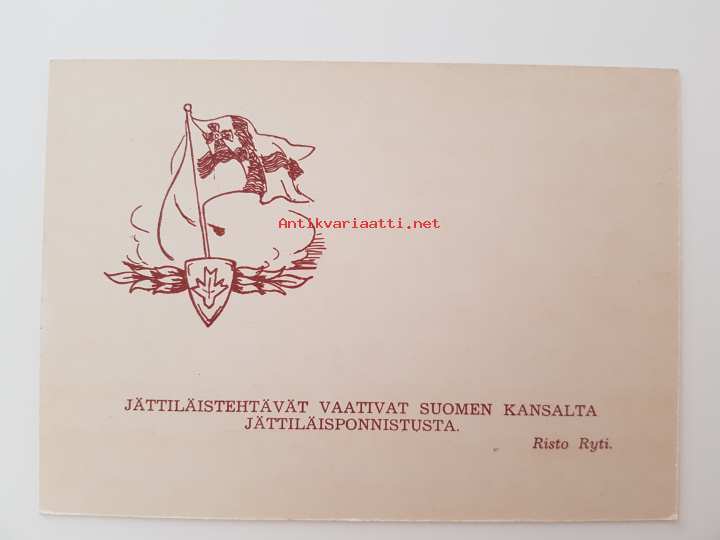 Antikvariaatti.net
JÄTTILÄISTEHTÄVÄT VAATIVAT SUOMEN KANSALTA
JÄTTILÄISPONNISTUSTA.
Risto Ryti.